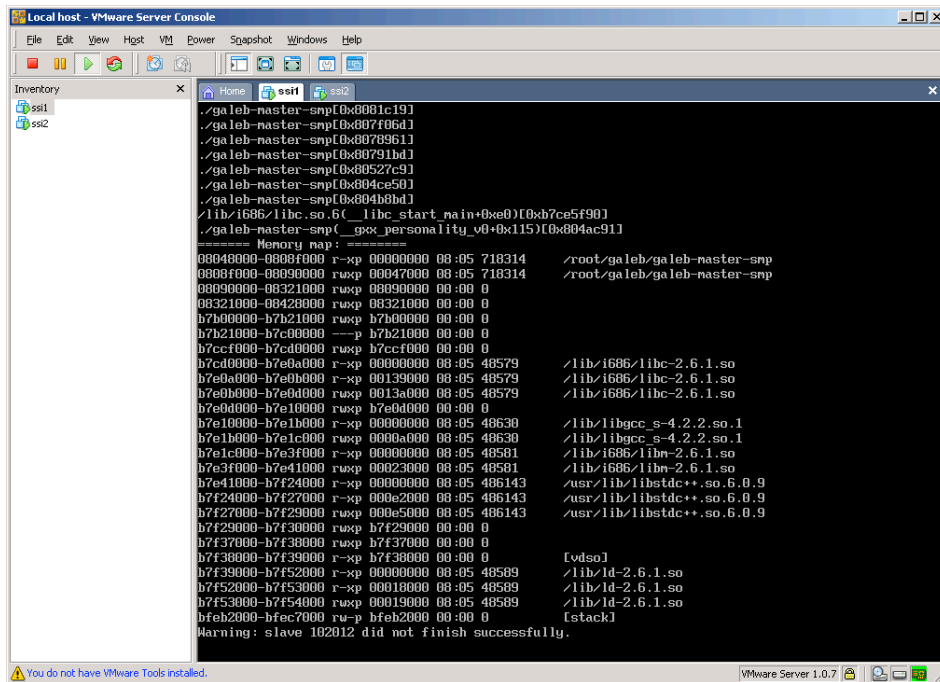 Local host - VMware Server Console
File Edit View Host VM Power Snapshot Windows Help
Inventory
ssi1
ssi2
Home ssi1 ssi2
./galeb-master-smp[0x8081c19]
./galeb-master-smp[0x807f06d]
./galeb-master-smp[0x8078961]
./galeb-master-smp[0x80791bd]
./galeb-master-smp[0x80527c9]
./galeb-master-smp[0x804ce50]
./galeb-master-smp[0x804b8bd]
/lib/i686/libc.so.6(__libc_start_main+0xe0)[0xb7ce5f90]
./galeb-master-smp(__gxx_personality_v0+0x115)[0x804ac91]
======= Memory map: ========
08048000-0808f000 r-xp 00000000 08:05 718314 /root/galeb/galeb-master-smp
0808f000-08090000 rwxp 00047000 08:05 718314 /root/galeb/galeb-master-smp
08090000-08321000 rwxp 08090000 00:00 0
08321000-08428000 rwxp 08321000 00:00 0
b7b00000-b7b21000 rwxp b7b00000 00:00 0
b7b21000-b7c00000 ---p b7b21000 00:00 0
b7ccf000-b7cd0000 rwxp b7ccf000 00:00 0
b7cd0000-b7e0a000 r-xp 00000000 08:05 48579 /lib/i686/libc-2.6.1.so
b7e0a000-b7e0b000 r-xp 00139000 08:05 48579 /lib/i686/libc-2.6.1.so
b7e0b000-b7e0d000 rwxp 0013a000 08:05 48579 /lib/i686/libc-2.6.1.so
b7e0d000-b7e10000 rwxp b7e0d000 00:00 0
b7e10000-b7e1b000 r-xp 00000000 08:05 48630 /lib/libgcc_s-4.2.2.so.1
b7e1b000-b7e1c000 rwxp 0000a000 08:05 48630 /lib/libgcc_s-4.2.2.so.1
b7e1c000-b7e3f000 r-xp 00000000 08:05 48581 /lib/i686/libm-2.6.1.so
b7e3f000-b7e41000 rwxp 00023000 08:05 48581 /lib/i686/libm-2.6.1.so
b7e41000-b7f24000 r-xp 00000000 08:05 486143 /usr/lib/libstdc++.so.6.0.9
b7f24000-b7f27000 r-xp 000e2000 08:05 486143 /usr/lib/libstdc++.so.6.0.9
b7f27000-b7f29000 rwxp 000e5000 08:05 486143 /usr/lib/libstdc++.so.6.0.9
b7f29000-b7f30000 rwxp b7f29000 00:00 0
b7f37000-b7f38000 rwxp b7f37000 00:00 0
b7f38000-b7f39000 r-xp b7f38000 00:00 0 [vdso]
b7f39000-b7f52000 r-xp 00000000 08:05 48589 /lib/ld-2.6.1.so
b7f52000-b7f53000 r-xp 00018000 08:05 48589 /lib/ld-2.6.1.so
b7f53000-b7f54000 rwxp 00019000 08:05 48589 /lib/ld-2.6.1.so
bfeb2000-bfec7000 rw-p bfeb2000 00:00 0 [stack]
Warning: slave 102012 did not finish successfully.
You do not have VMware Tools installed.
VMware Server 1.0.7